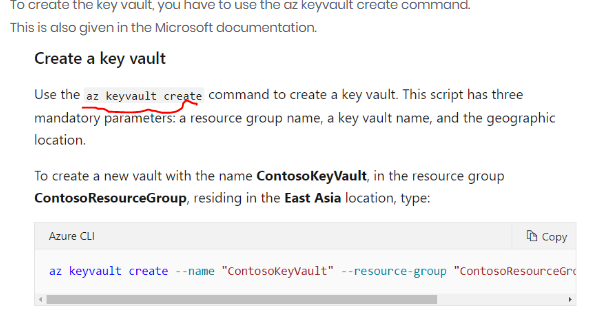 To create the key vault, you have to use the az keyvault create command.
This is also given in the Microsoft documentation.
Create a key vault
Use the az keyvault create command to create a key vault. This script has three
mandatory parameters: a resource group name, a key vault name, and the geographic
location.
To create a new vault with the name ContosoKeyVault, in the resource group
ContosoResourceGroup, residing in the East Asia location, type:
Azure CLI Copy
az keyvault create --name "ContosoKeyVault" --resource-group "ContosoResourceGro